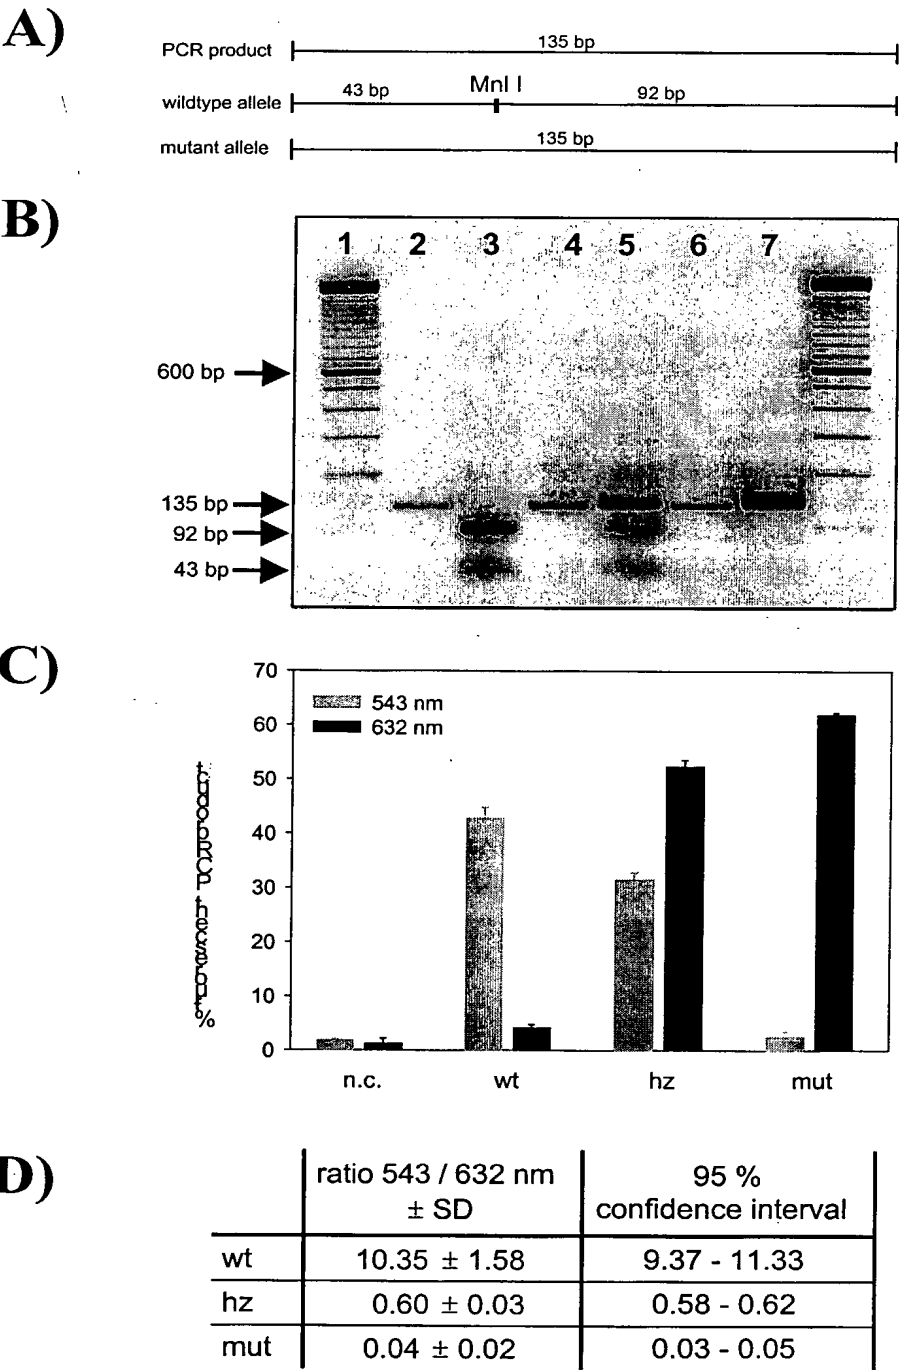 A)
PCR product
135 bp
wildtype allele
43 bp
Mnl I
92 bp
mutant allele
135 bp
B)
1 2 3 4 5 6 7
600 bp
135 bp
92 bp
43 bp
C)
% fluoresceht PCR product
70
60
50
40
30
20
10
0
543 nm
632 nm
n.c. wt hz mut
D)
ratio 543 / 632 nm ± SD
95 % confidence interval
wt 10.35 ± 1.58 9.37 - 11.33
hz 0.60 ± 0.03 0.58 - 0.62
mut 0.04 ± 0.02 0.03 - 0.05